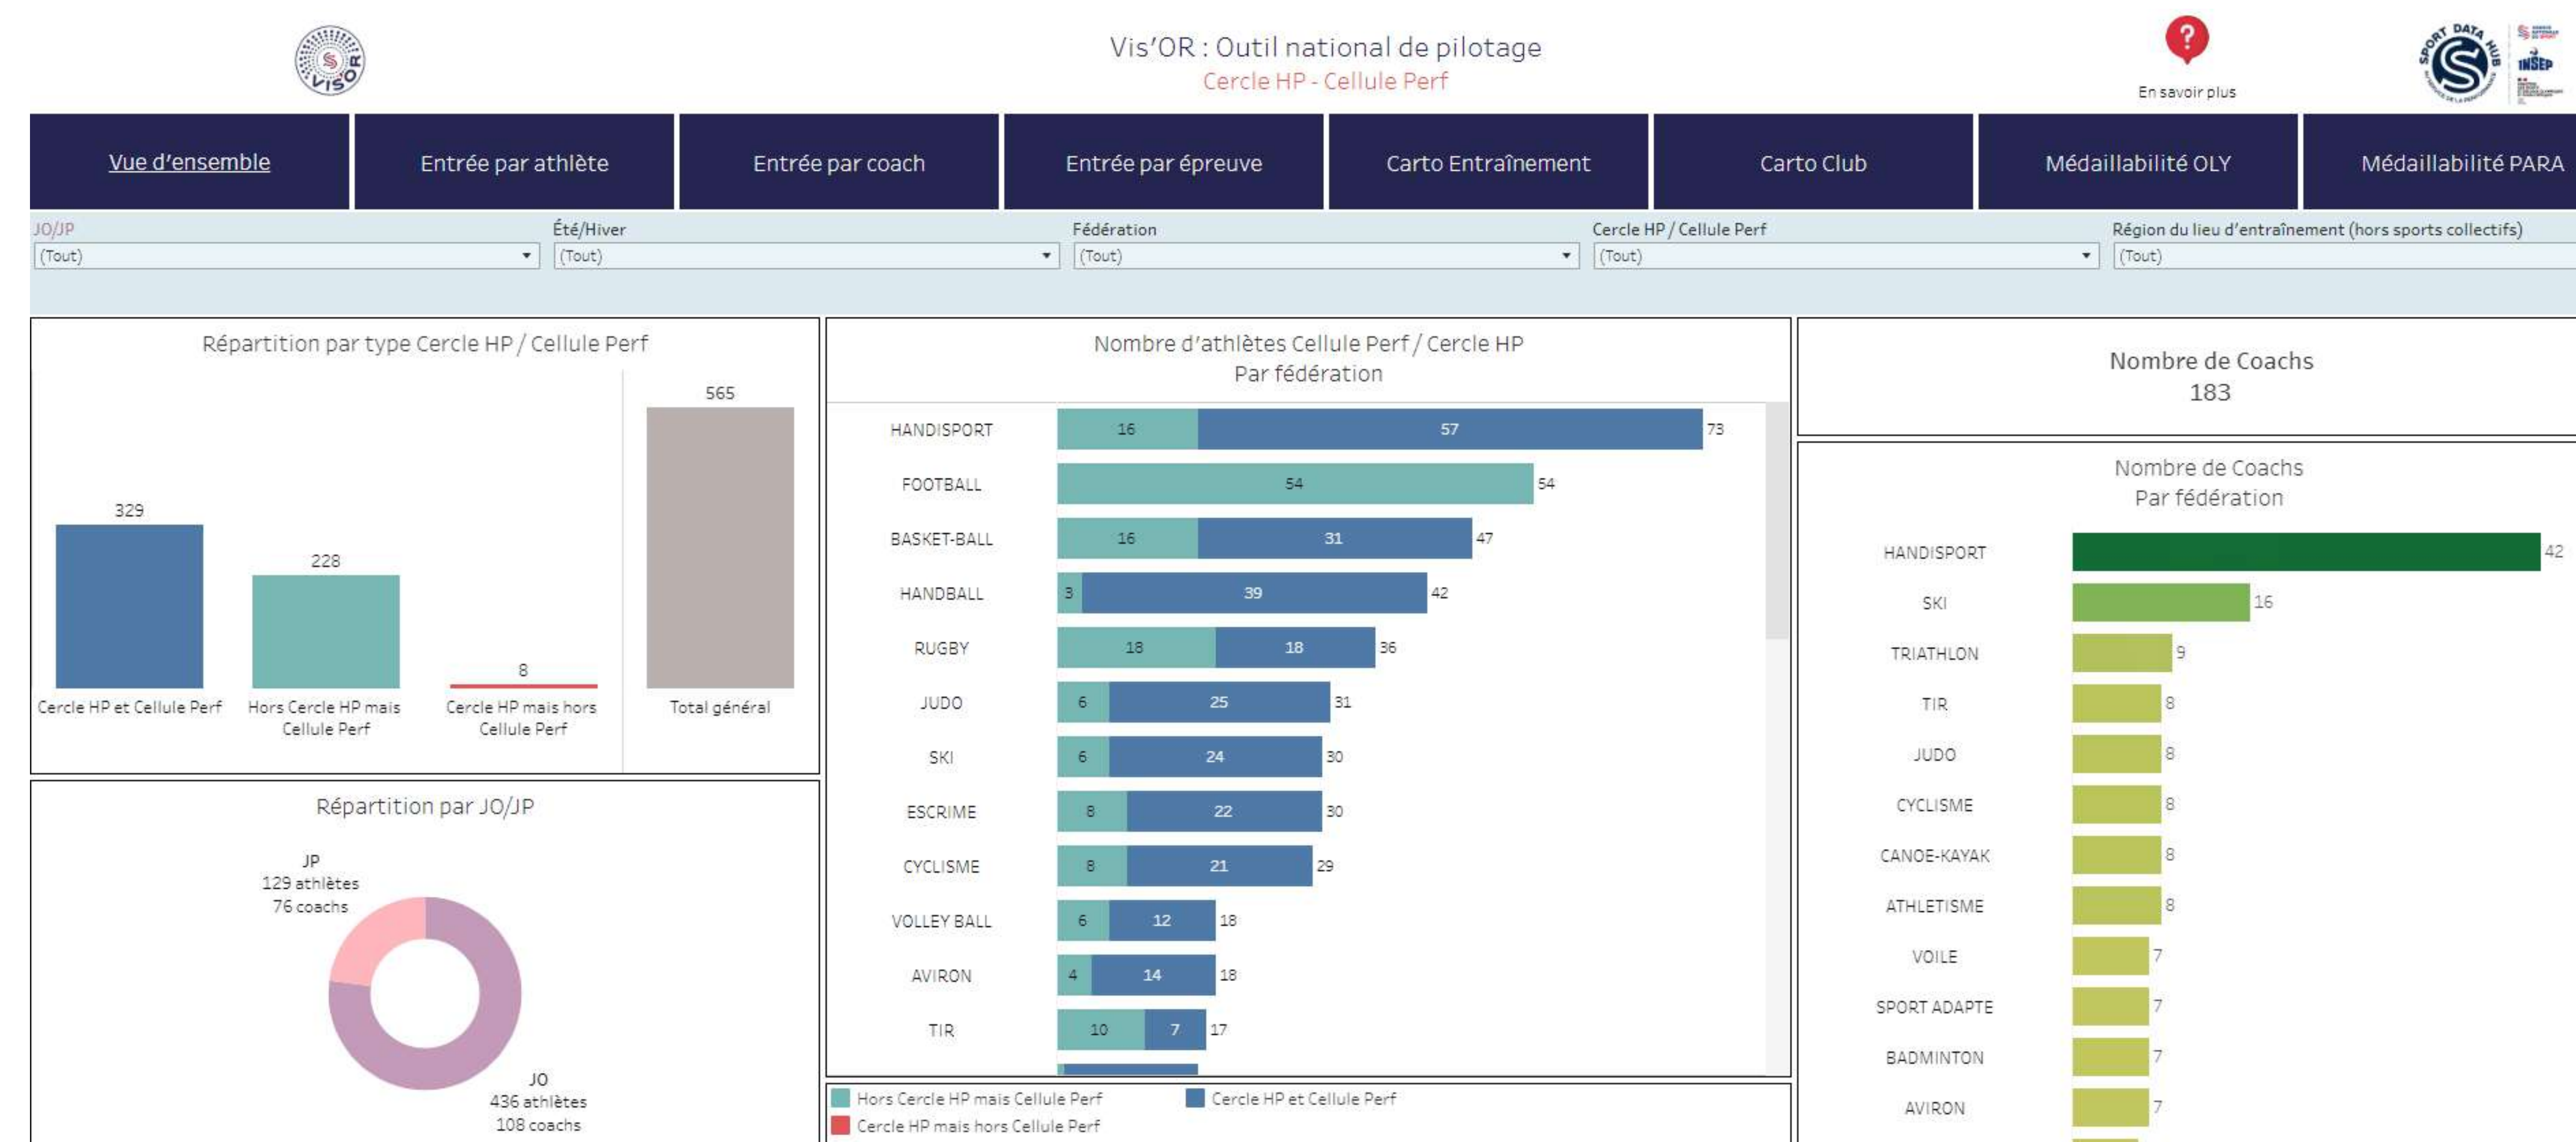 VIS'OR
Vis'OR : Outil national de pilotage
Cercle HP - Cellule Perf
?
En savoir plus
SPORT DATA HUB
INSEP
Vue d'ensemble
Entrée par athlète
Entrée par coach
Entrée par épreuve
Carto Entraînement
Carto Club
Médaillabilité OLY
Médaillabilité PARA
JO/JP
Été/Hiver
Fédération
Cercle HP / Cellule Perf
Région du lieu d'entraînement (hors sports collectifs)
(Tout)
(Tout)
(Tout)
(Tout)
(Tout)
Répartition par type Cercle HP / Cellule Perf
565
329
228
8
Cercle HP et Cellule Perf
Hors Cercle HP mais
Cellule Perf
Cercle HP mais hors
Cellule Perf
Total général
Répartition par JO/JP
JP
129 athlètes
76 coachs
JO
436 athlètes
108 coachs
Nombre d'athlètes Cellule Perf / Cercle HP
Par fédération
HANDISPORT 16 57 73
FOOTBALL 54 54
BASKET-BALL 16 31 47
HANDBALL 3 39 42
RUGBY 18 18 36
JUDO 6 25 31
SKI 6 24 30
ESCRIME 8 22 30
CYCLISME 8 21 29
VOLLEY BALL 6 12 18
AVIRON 4 14 18
TIR 10 7 17
Hors Cercle HP mais Cellule Perf
Cercle HP et Cellule Perf
Cercle HP mais hors Cellule Perf
Nombre de Coachs
183
Nombre de Coachs
Par fédération
HANDISPORT 42
SKI 16
TRIATHLON 9
TIR 8
JUDO 8
CYCLISME 8
CANOE-KAYAK 8
ATHLETISME 8
VOILE 7
SPORT ADAPTE 7
BADMINTON 7
AVIRON 7